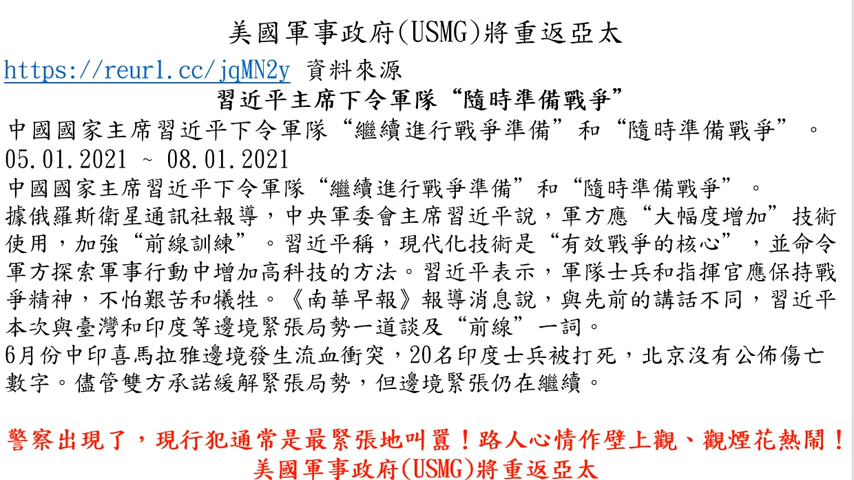 美國軍事政府(USMG)將重返亞太
https://reurl.cc/jqMN2y 資料來源
習近平主席下令軍隊“隨時準備戰爭”
中國國家主席習近平下令軍隊“繼續進行戰爭準備”和“隨時準備戰爭”。
05.01.2021 ~ 08.01.2021
中國國家主席習近平下令軍隊“繼續進行戰爭準備”和“隨時準備戰爭”。
據俄羅斯衛星通訊社報導，中央軍委會主席習近平說，軍方應“大幅度增加”技術
使用，加強“前線訓練”。習近平稱，現代化技術是“有效戰爭的核心”，並命令
軍方探索軍事行動中增加高科技的方法。習近平表示，軍隊士兵和指揮官應保持戰
爭精神，不怕艱苦和犧牲。《南華早報》報導消息說，與先前的講話不同，習近平
本次與臺灣和印度等邊境緊張局勢一道談及“前線”一詞。
6月份中印喜馬拉雅邊境發生流血衝突，20名印度士兵被打死，北京沒有公佈傷亡
數字。儘管雙方承諾緩解緊張局勢，但邊境緊張仍在繼續。
警察出現了，現行犯通常是最緊張地叫囂！路人心情作壁上觀、觀煙花熱鬧！
美國軍事政府(USMG)將重返亞太